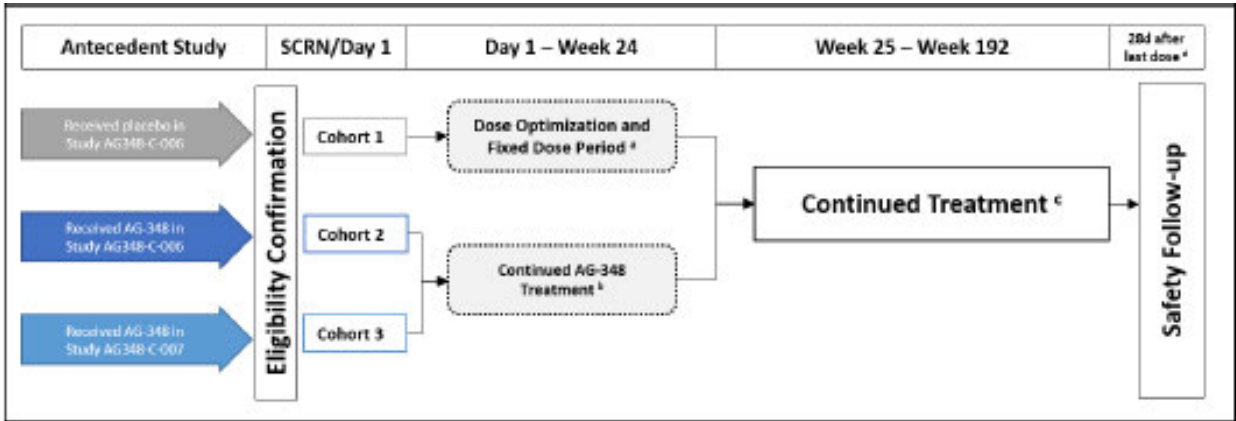 Antecedent Study
SCRN/Day 1
Day 1 – Week 24
Week 25 – Week 192
28d after
last dose d
Received placebo in
Study AG348-C-006
Received AG-348 in
Study AG348-C-006
Received AG-348 in
Study AG348-C-007
Eligibility Confirmation
Cohort 1
Cohort 2
Cohort 3
Dose Optimization and
Fixed Dose Period a
Continued AG-348
Treatment b
Continued Treatment c
Safety Follow-up